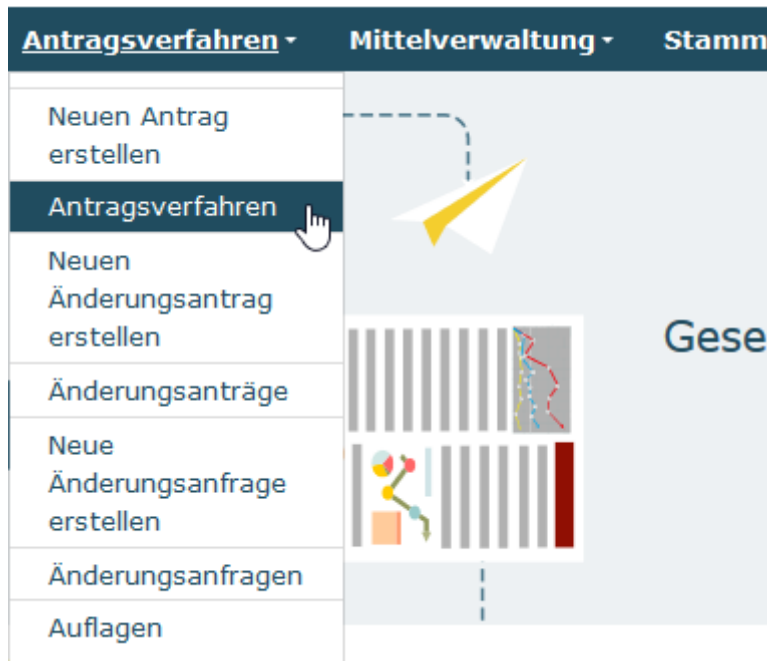 Antragsverfahren Mittelverwaltung Stamm
Neuen Antrag
erstellen
Antragsverfahren
Neuen
Änderungsantrag
erstellen
Änderungsanträge
Neue
Änderungsanfrage
erstellen
Änderungsanfragen
Auflagen
Gese